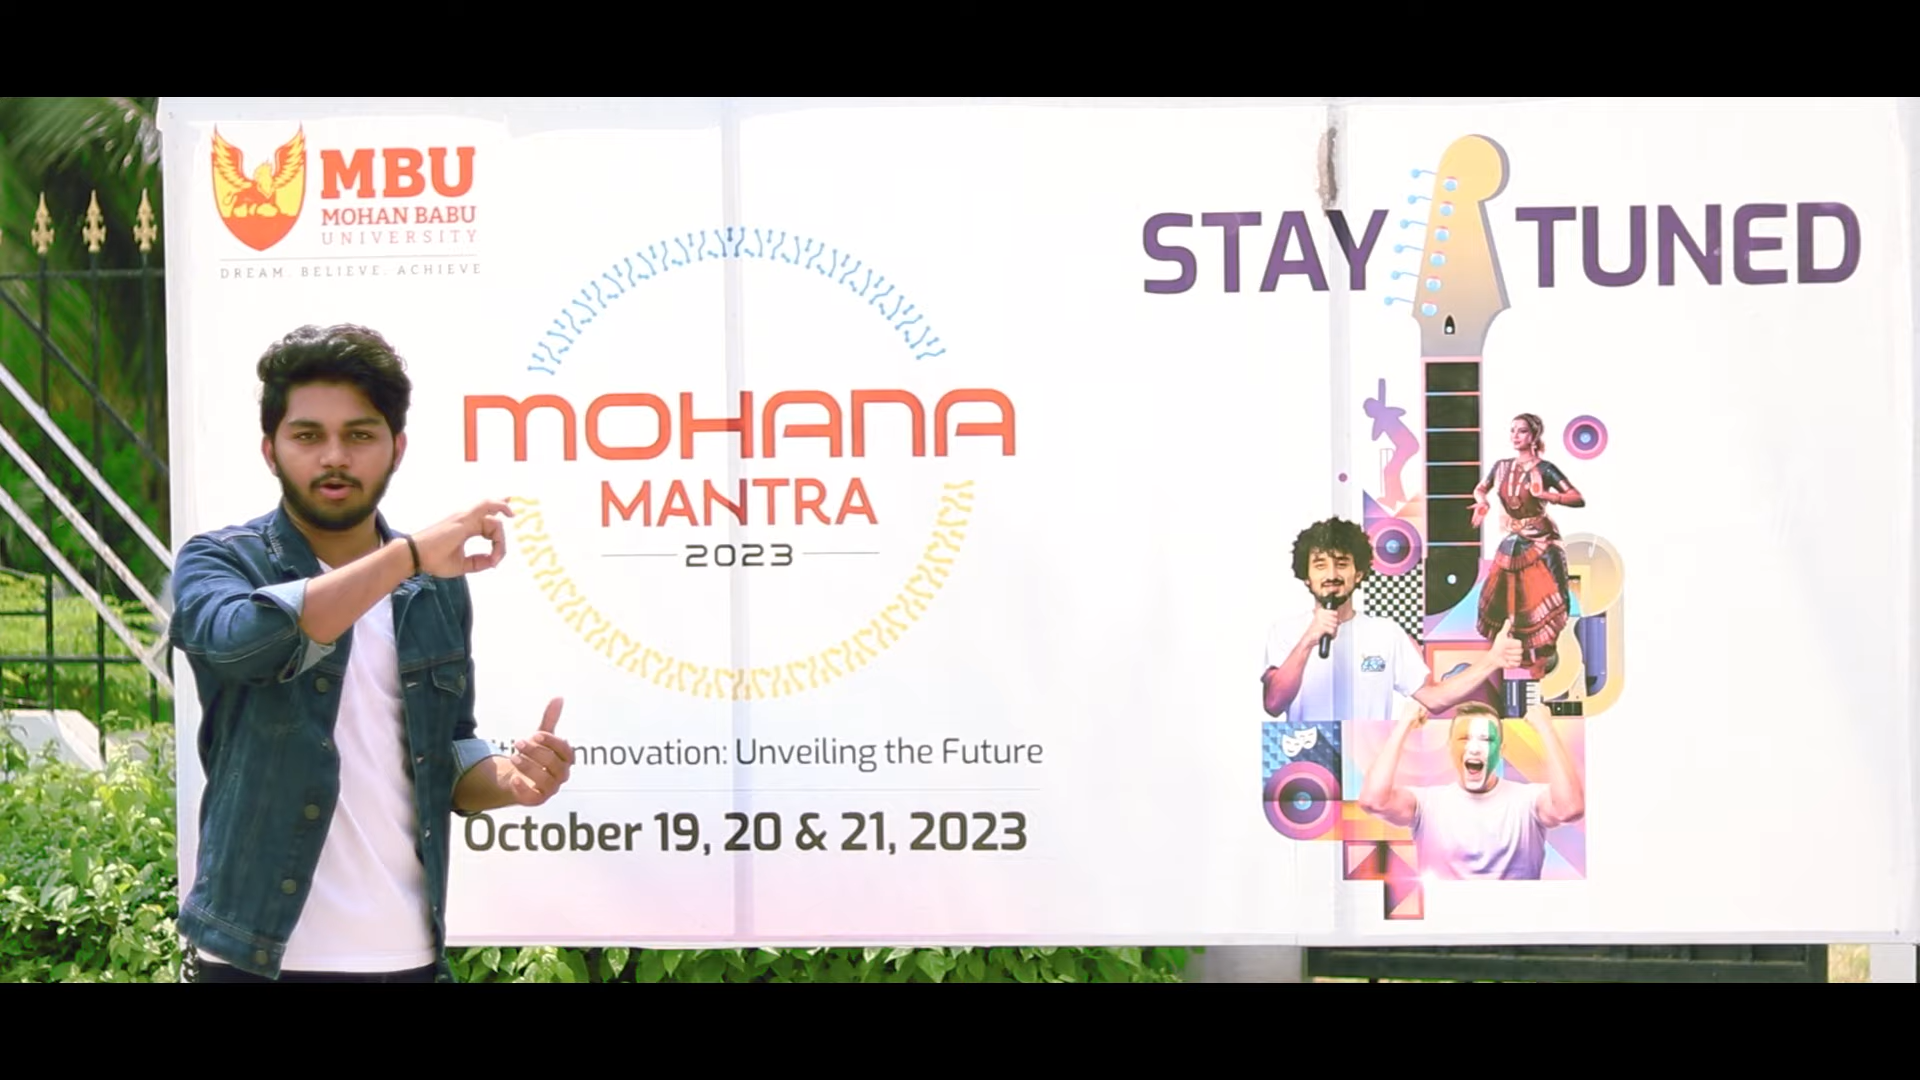 MBU
MOHAN BABU
UNIVERSITY
DREAM. BELIEVE. ACHIEVE
MOHANA
MANTRA
2023
Innovation: Unveiling the Future
October 19, 20 & 21, 2023
STAY TUNED